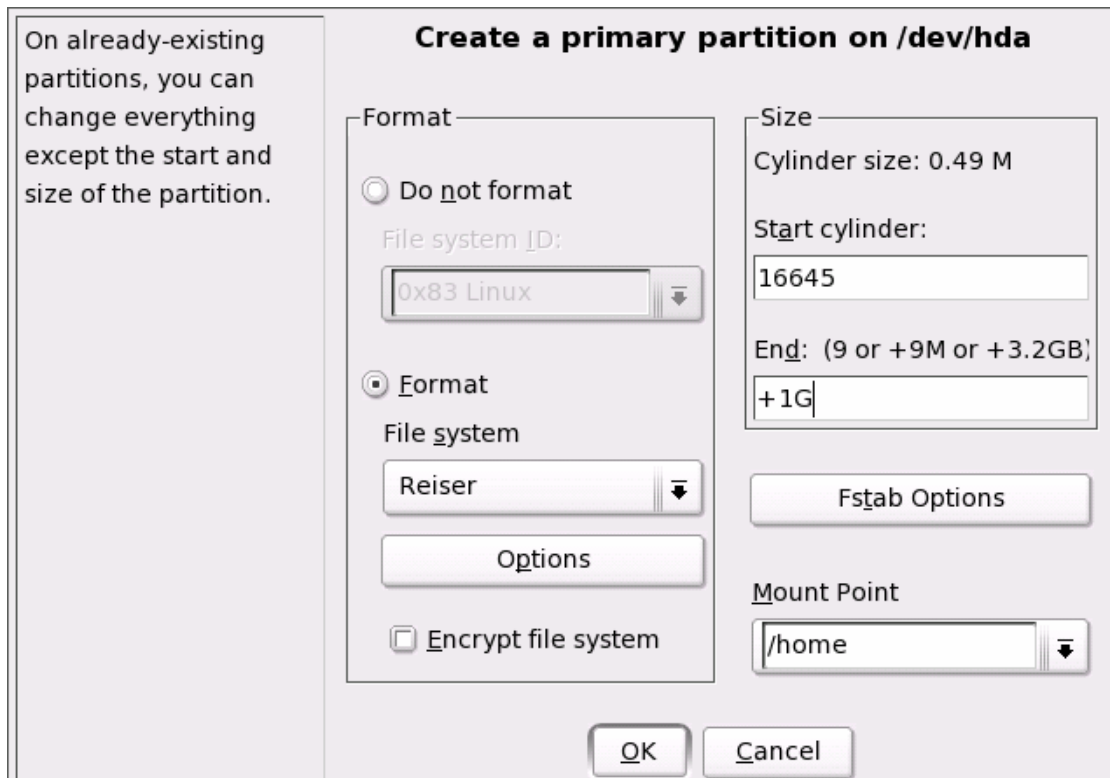 On already-existing
partitions, you can
change everything
except the start and
size of the partition.
Create a primary partition on /dev/hda
Format
Do not format
File system ID:
0x83 Linux
Format
File system
Reiser
Options
Encrypt file system
Size
Cylinder size: 0.49 M
Start cylinder:
16645
End: (9 or +9M or +3.2GB)
+1G
Fstab Options
Mount Point
/home
OK
Cancel